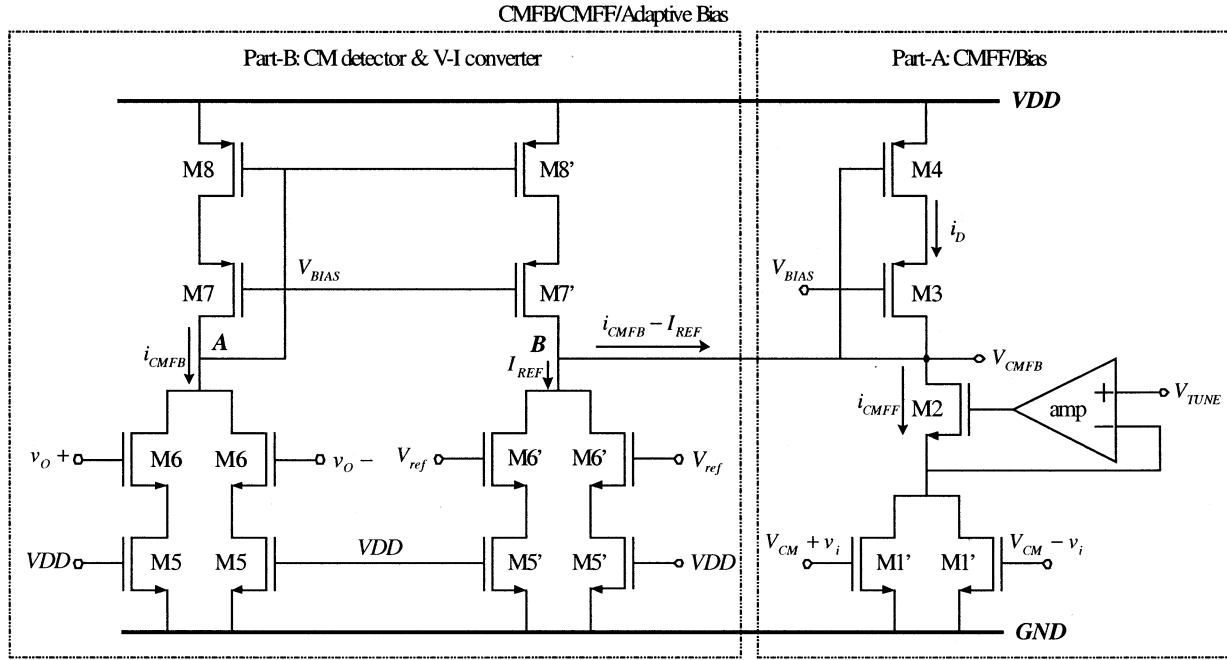 CMFB/CMFF/Adaptive Bias
Part-B: CM detector & V-I converter
Part-A: CMFF/Bias
VDD
M8 M8' M4
i_D
V_BIAS V_BIAS
M7 M7' M3
i_CMFB A B i_CMFB − I_REF
I_REF V_CMFB
i_CMFF M2 amp + − V_TUNE
v_O + M6 M6 v_O − V_ref M6' M6' V_ref
VDD M5 M5 VDD M5' M5' VDD
V_CM + v_i M1' M1' V_CM − v_i
GND